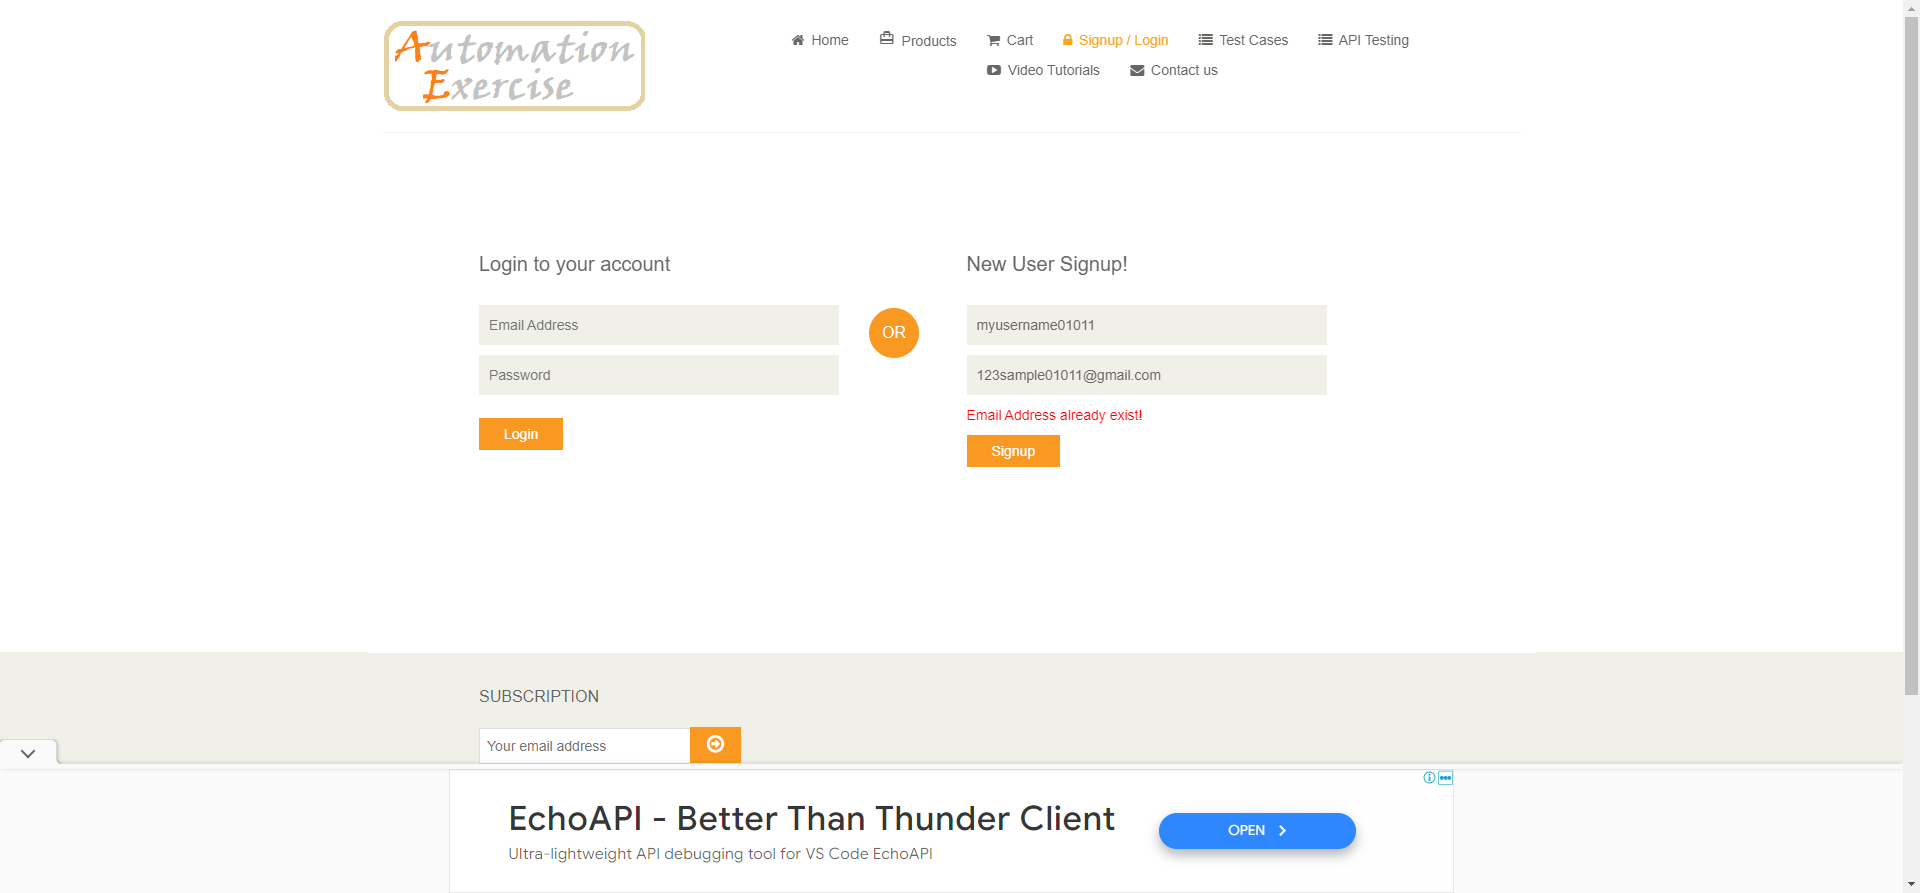 Automation
Exercise
Home
Products
Cart
Signup / Login
Test Cases
API Testing
Video Tutorials
Contact us
Login to your account
Email Address
Password
Login
OR
New User Signup!
myusername01011
123sample01011@gmail.com
Email Address already exist!
Signup
SUBSCRIPTION
Your email address
EchoAPI - Better Than Thunder Client
Ultra-lightweight API debugging tool for VS Code EchoAPI
OPEN